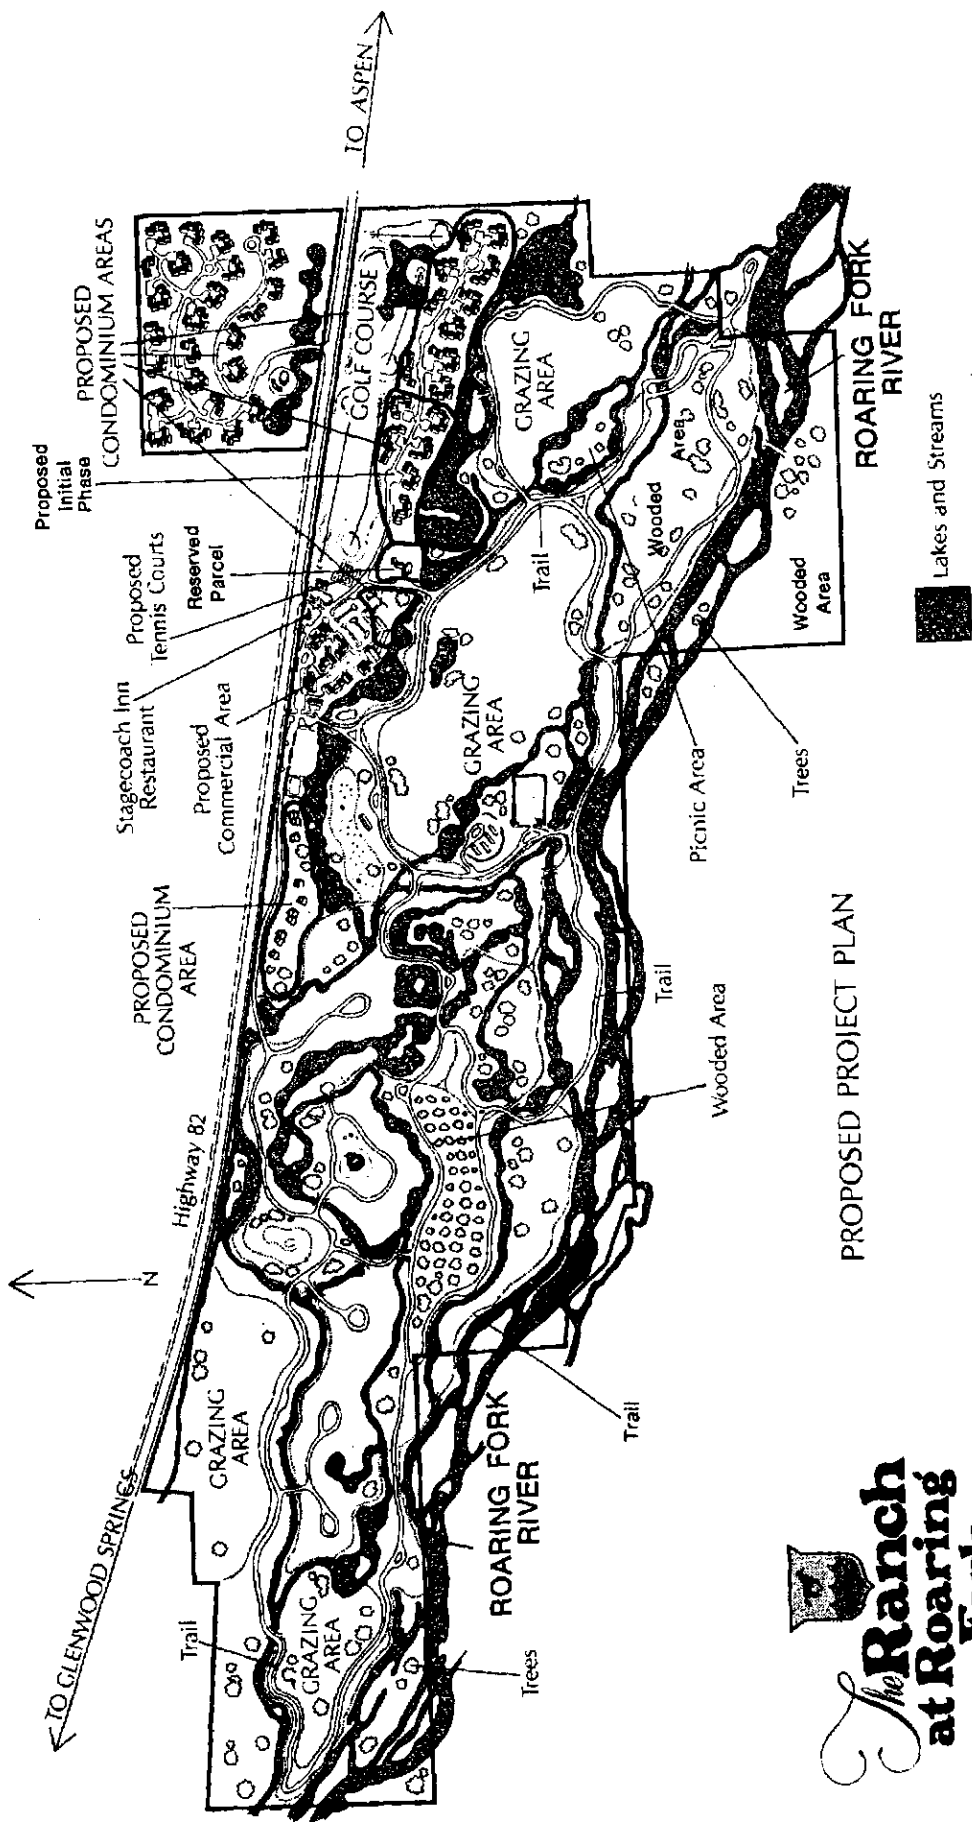 TO ASPEN
PROPOSED
CONDOMINIUM AREAS
Proposed
Initial
Phase
GOLF COURSE
Reserved
Parcel
Proposed
Tennis Courts
Stagecoach Inn
Restaurant
Proposed
Commercial Area
PROPOSED
CONDOMINIUM
AREA
Highway 82
N
TO GLENWOOD SPRINGS
GRAZING
AREA
GRAZING
AREA
GRAZING
AREA
GRAZING
AREA
Trail
Trail
Trail
Trail
Wooded
Area
Wooded
Area
Wooded Area
Picnic Area
Trees
Trees
ROARING FORK
RIVER
ROARING FORK
RIVER
Lakes and Streams
PROPOSED PROJECT PLAN
The Ranch
at Roaring